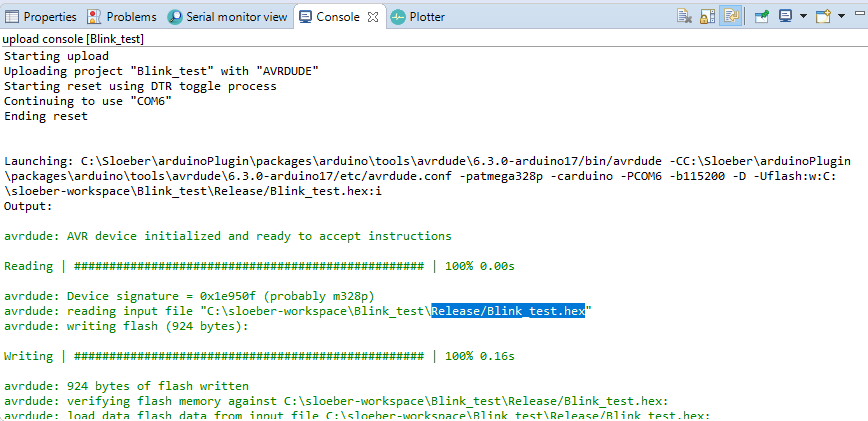 Properties Problems Serial monitor view Console Plotter
upload console [Blink_test]
Starting upload
Uploading project "Blink_test" with "AVRDUDE"
Starting reset using DTR toggle process
Continuing to use "COM6"
Ending reset
Launching: C:\Sloeber\arduinoPlugin\packages\arduino\tools\avrdude\6.3.0-arduino17/bin/avrdude -CC:\Sloeber\arduinoPlugin
\packages\arduino\tools\avrdude\6.3.0-arduino17/etc/avrdude.conf -patmega328p -carduino -PCOM6 -b115200 -D -Uflash:w:C:
\sloeber-workspace\Blink_test\Release/Blink_test.hex:i
Output:
avrdude: AVR device initialized and ready to accept instructions
Reading | ################################################## | 100% 0.00s
avrdude: Device signature = 0x1e950f (probably m328p)
avrdude: reading input file "C:\sloeber-workspace\Blink_test\Release/Blink_test.hex"
avrdude: writing flash (924 bytes):
Writing | ################################################## | 100% 0.16s
avrdude: 924 bytes of flash written
avrdude: verifying flash memory against C:\sloeber-workspace\Blink_test\Release/Blink_test.hex:
avrdude: load data flash data from input file C:\sloeber-workspace\Blink_test\Release/Blink_test.hex: